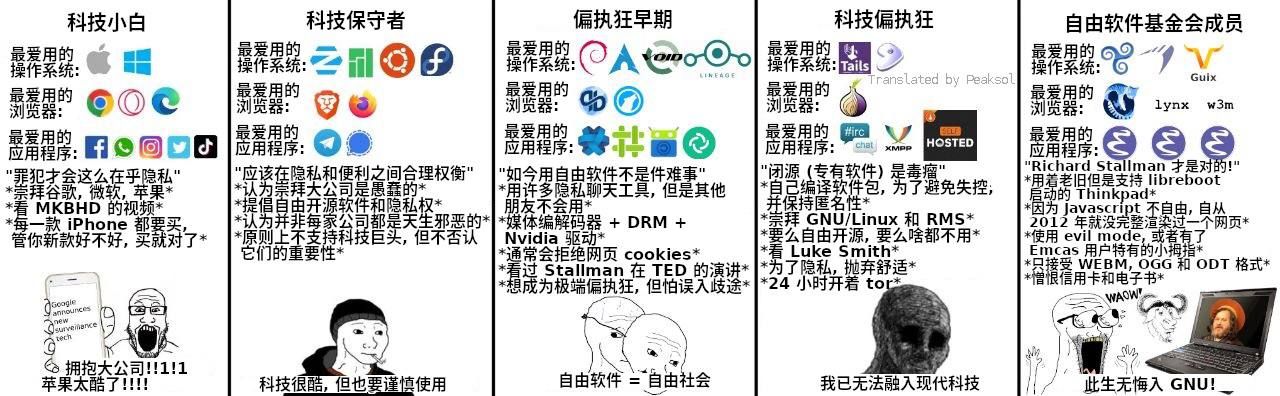 科技小白
最爱用的
操作系统:
最爱用的
浏览器:
最爱用的
应用程序:
"罪犯才会这么在乎隐私"
*崇拜谷歌, 微软, 苹果*
*看 MKBHD 的视频*
*每一款 iPhone 都要买,
管你新款好不好, 买就对了*
Google
announces
new
surveillance
tech
拥抱大公司!!1!1
苹果太酷了!!!!
科技保守者
最爱用的
操作系统:
最爱用的
浏览器:
最爱用的
应用程序:
"应该在隐私和便利之间合理权衡"
*认为崇拜大公司是愚蠢的*
*提倡自由开源软件和隐私权*
*认为并非每家公司都是天生邪恶的*
*原则上不支持科技巨头, 但不否认
它们的重要性*
科技很酷, 但也要谨慎使用
偏执狂早期
最爱用的
操作系统:
VOID
LINEAGE
最爱用的
浏览器:
最爱用的
应用程序:
"如今用自由软件不是件难事"
*用许多隐私聊天工具, 但是其他
朋友不会用*
*媒体编解码器 + DRM +
Nvidia 驱动*
*通常会拒绝网页 cookies*
*看过 Stallman 在 TED 的演讲*
*想成为极端偏执狂, 但怕误入歧途*
自由软件 = 自由社会
科技偏执狂
最爱用的
操作系统:
Tails
Translated by Peaksol
最爱用的
浏览器:
最爱用的
应用程序:
#irc
chat
XMPP
SELF
HOSTED
"闭源 (专有软件) 是毒瘤"
*自己编译软件包, 为了避免失控;
并保持匿名性*
*崇拜 GNU/Linux 和 RMS*
*要么自由开源, 要么啥都不用*
*看 Luke Smith*
*为了隐私, 抛弃舒适*
*24 小时开着 tor*
我已无法融入现代科技
自由软件基金会成员
最爱用的
操作系统:
Guix
最爱用的
浏览器:
lynx w3m
最爱用的
应用程序:
"Richard Stallman 才是对的!"
*用着老旧但是支持 libreboot
启动的 Thinkpad*
*因为 Javascript 不自由, 自从
2012 年就没完整渲染过一个网页*
*使用 evil mode, 或者有了
Emcas 用户特有的小拇指*
*只接受 WEBM, OGG 和 ODT 格式*
*憎恨信用卡和电子书*
WAOW!
此生无悔入 GNU!